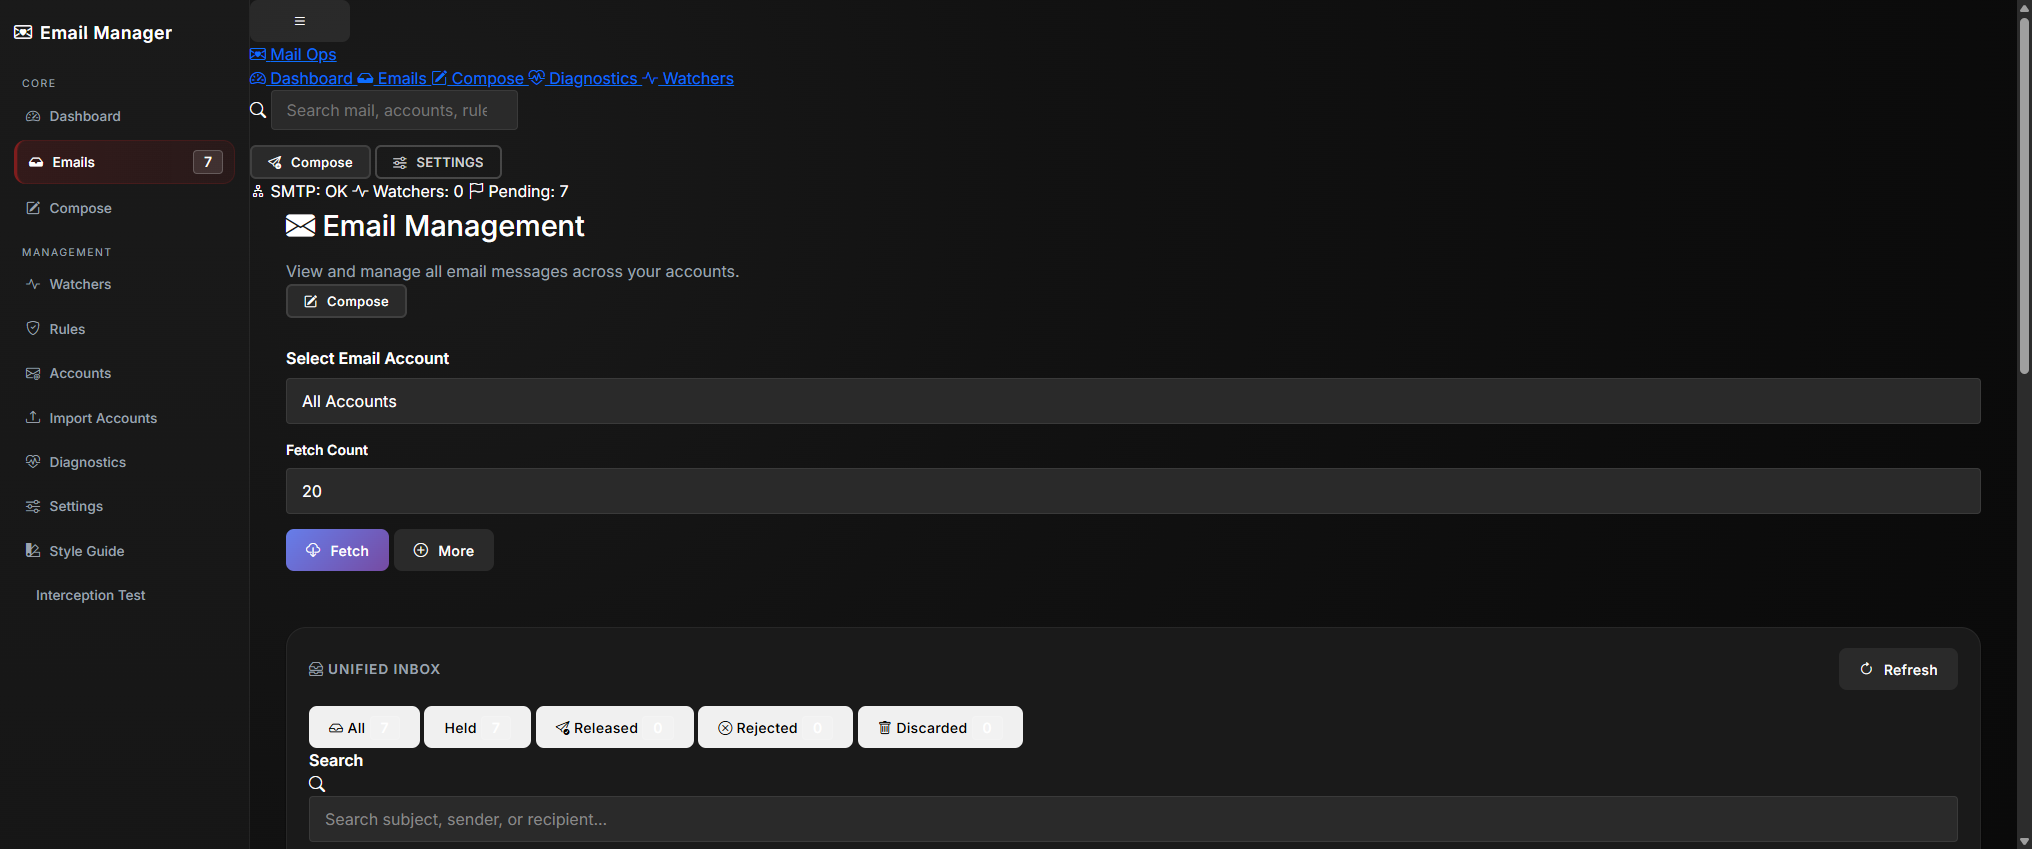 Email Manager
CORE
Dashboard
Emails 7
Compose
MANAGEMENT
Watchers
Rules
Accounts
Import Accounts
Diagnostics
Settings
Style Guide
Interception Test
Mail Ops
Dashboard Emails Compose Diagnostics Watchers
Search mail, accounts, rule
Compose SETTINGS
SMTP: OK Watchers: 0 Pending: 7
Email Management
View and manage all email messages across your accounts.
Compose
Select Email Account
All Accounts
Fetch Count
20
Fetch More
UNIFIED INBOX Refresh
All 7 Held 7 Released 0 Rejected 0 Discarded 0
Search
Search subject, sender, or recipient...